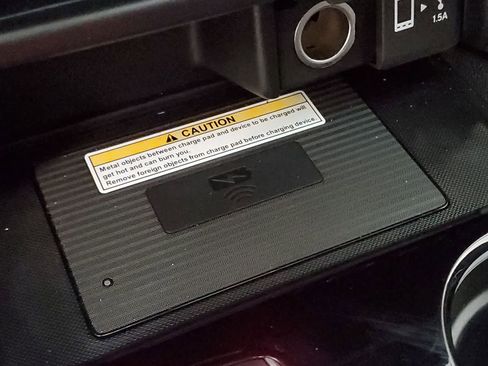 1.5A
CAUTION
Metal objects between charge pad and device to be charged will
get hot and can burn you.
Remove foreign objects from charge pad before charging device